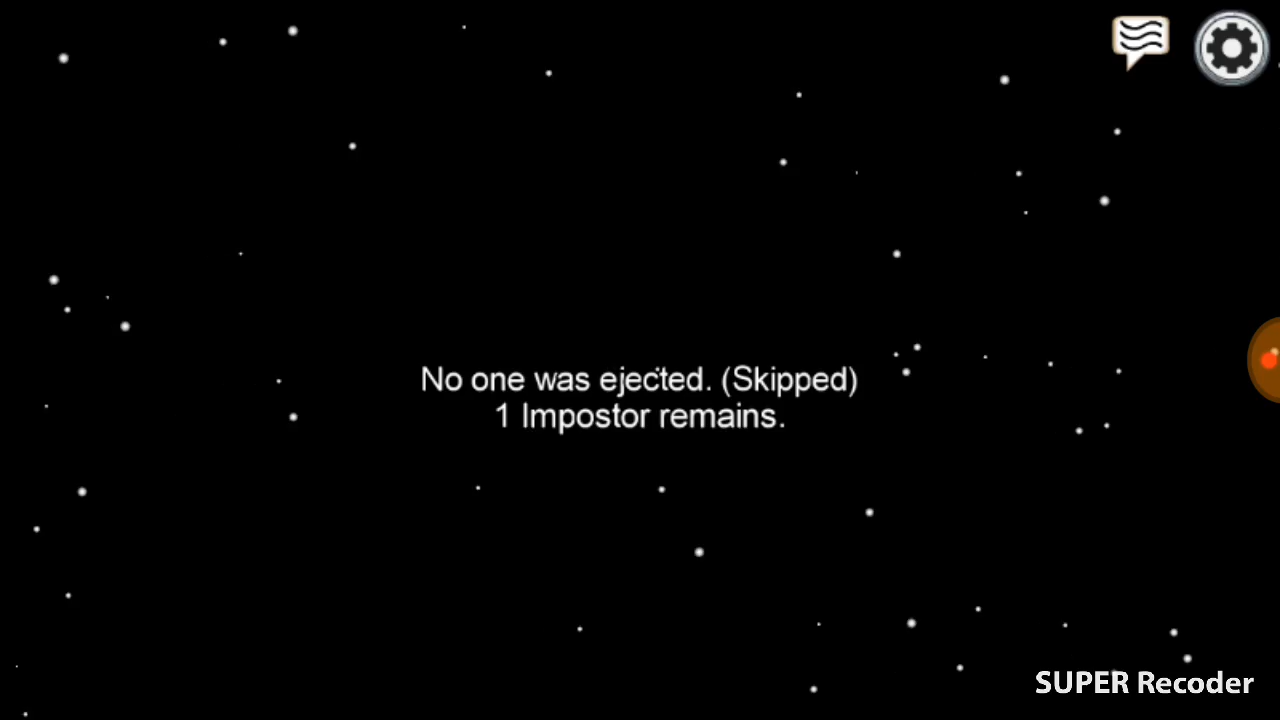 No one was ejected. (Skipped)
1 Impostor remains.
SUPER Recoder